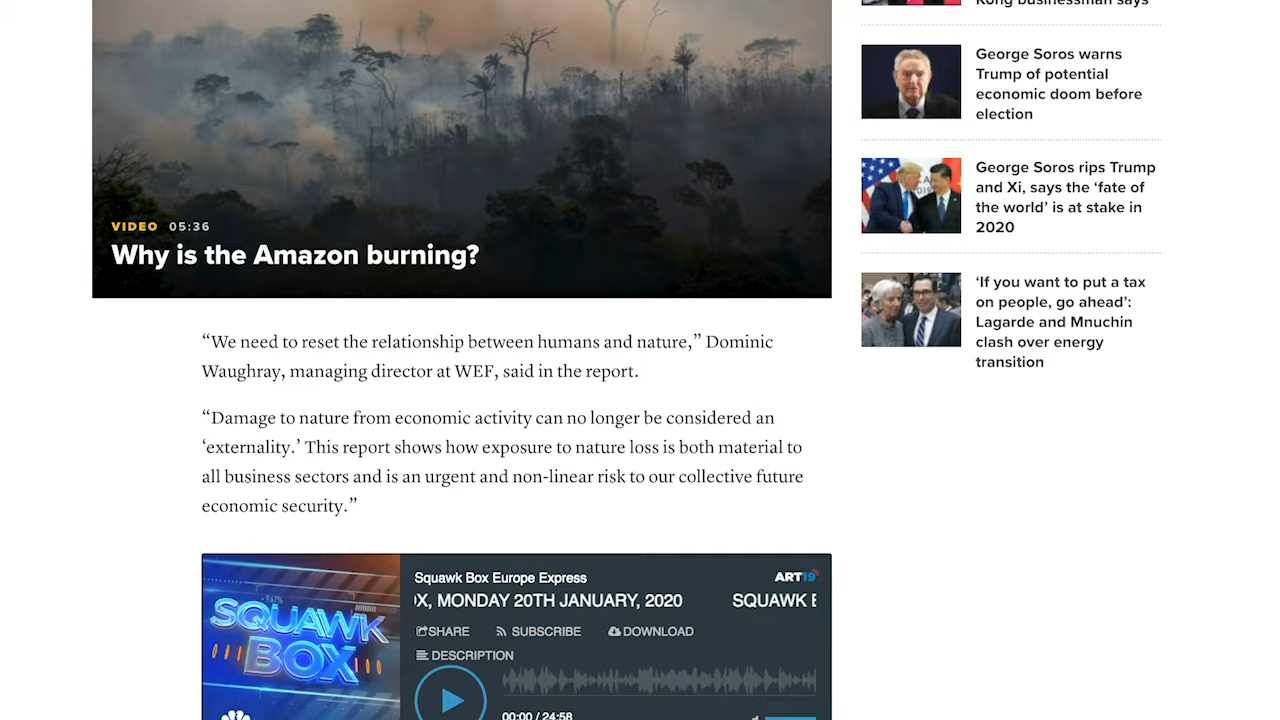 VIDEO 05:36
Why is the Amazon burning?
“We need to reset the relationship between humans and nature,” Dominic
Waughray, managing director at WEF, said in the report.
“Damage to nature from economic activity can no longer be considered an
‘externality.’ This report shows how exposure to nature loss is both material to
all business sectors and is an urgent and non-linear risk to our collective future
economic security.”
SQUAWK
BOX
Squawk Box Europe Express
ART19
X, MONDAY 20TH JANUARY, 2020 SQUAWK
SHARE SUBSCRIBE DOWNLOAD
DESCRIPTION
00:00 / 24:58
Kong businessman says
George Soros warns
Trump of potential
economic doom before
election
George Soros rips Trump
and Xi, says the ‘fate of
the world’ is at stake in
2020
‘If you want to put a tax
on people, go ahead’:
Lagarde and Mnuchin
clash over energy
transition